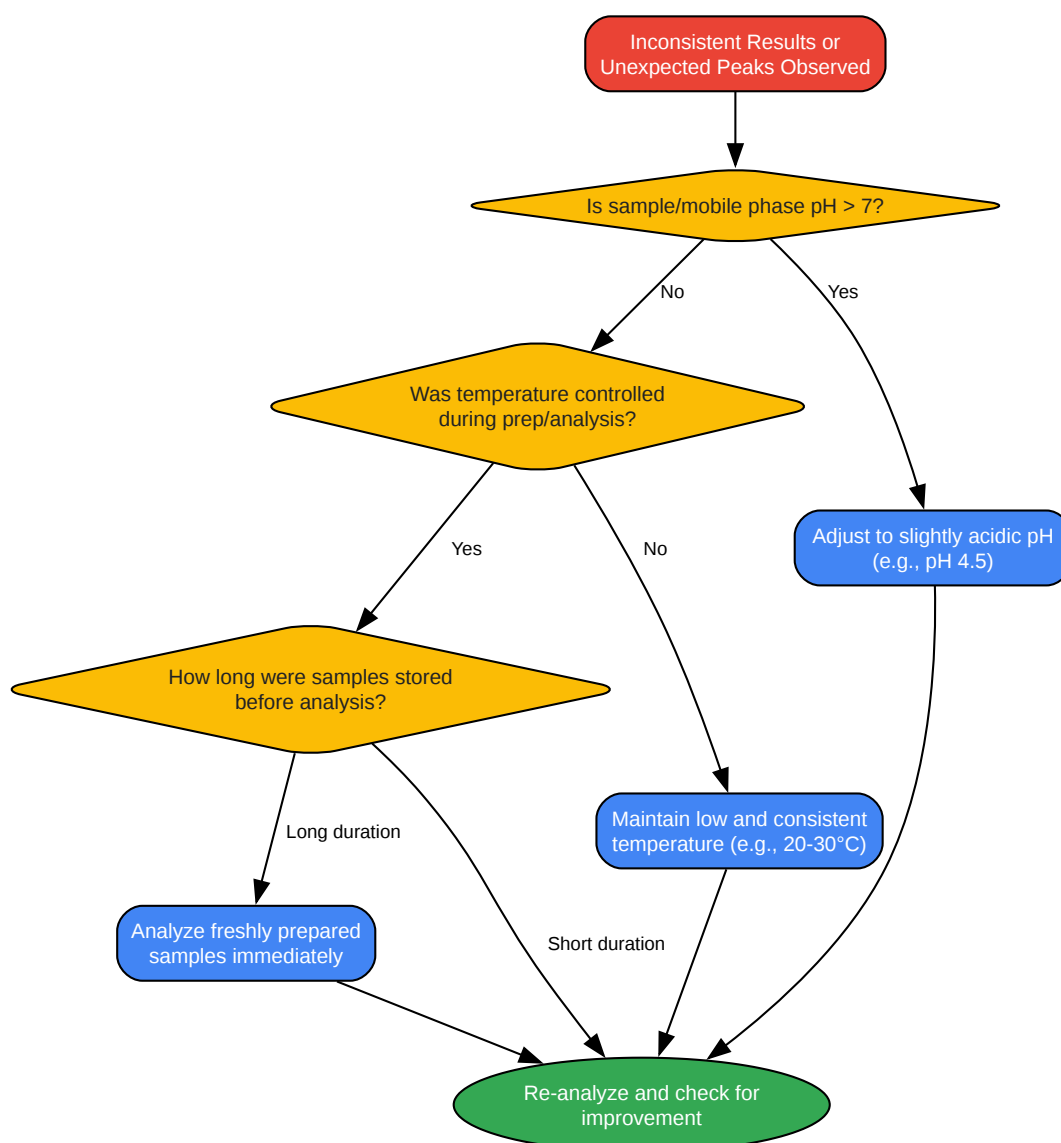 Inconsistent Results or
Unexpected Peaks Observed
Is sample/mobile phase pH > 7?
No
Yes
Was temperature controlled
during prep/analysis?
Yes
No
Adjust to slightly acidic pH
(e.g., pH 4.5)
How long were samples stored
before analysis?
Long duration
Maintain low and consistent
temperature (e.g., 20-30°C)
Analyze freshly prepared
samples immediately
Short duration
Re-analyze and check for
improvement